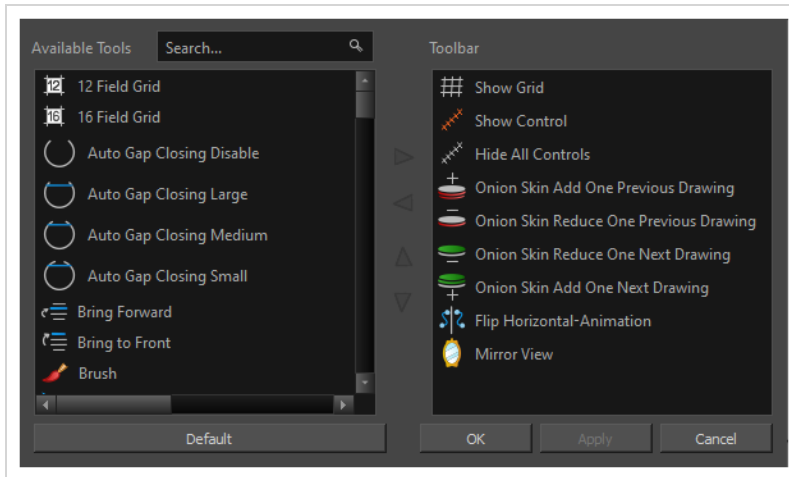 Available Tools
Search...
12 12 Field Grid
16 16 Field Grid
Auto Gap Closing Disable
Auto Gap Closing Large
Auto Gap Closing Medium
Auto Gap Closing Small
Bring Forward
Bring to Front
Brush
Default
Toolbar
Show Grid
Show Control
Hide All Controls
Onion Skin Add One Previous Drawing
Onion Skin Reduce One Previous Drawing
Onion Skin Reduce One Next Drawing
Onion Skin Add One Next Drawing
Flip Horizontal-Animation
Mirror View
OK
Apply
Cancel